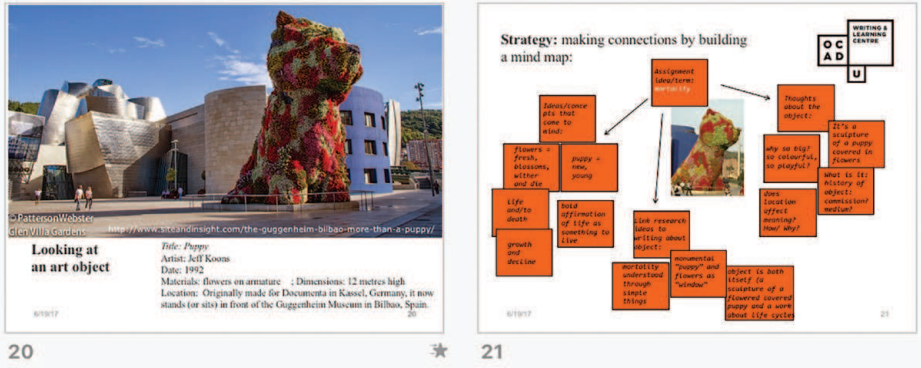 © PattersonWebster
Glen Villa Gardens
http://www.siteandinsight.com/the-guggenheim-bilbao-more-than-a-puppy/
Looking at
an art object
Title: Puppy
Artist: Jeff Koons
Date: 1992
Materials: flowers on armature ; Dimensions: 12 metres high
Location: Originally made for Documenta in Kassel, Germany, it now
stands (or sits) in front of the Guggenheim Museum in Bilbao, Spain.
6/19/17
20
20
Strategy: making connections by building
a mind map:
OC
AD
U
WRITING &
LEARNING
CENTRE
Assignment
idea/term:
mortality
Ideas/conce
pts that
come to
mind:
flowers =
fresh,
blossoms,
wither
and die
puppy =
new,
young
Life
and/to
death
bold
affirmation
of life as
something to
live
growth
and
decline
Link research
ideas to
writing about
object:
mortality
understood
through
simple
things
monumental
"puppy" and
flowers as
"window"
object is both
itself (a
sculpture of a
flowered covered
puppy and a work
about life cycles
Thoughts
about the
object:
It's a
sculpture
of a puppy
covered in
flowers
why so big?
so colourful,
so playful?
What is it:
history of
object:
commission?
medium?
does
location
affect
meaning?
How/ Why?
6/19/17
21
21